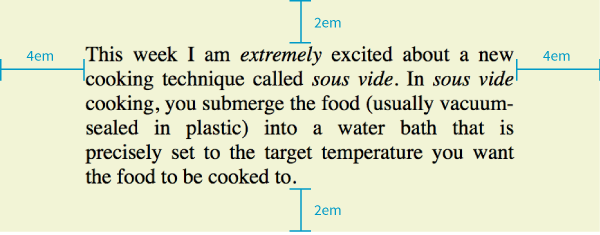 2em
4em
4em
This week I am extremely excited about a new
cooking technique called sous vide. In sous vide
cooking, you submerge the food (usually vacuum-
sealed in plastic) into a water bath that is
precisely set to the target temperature you want
the food to be cooked to.
2em